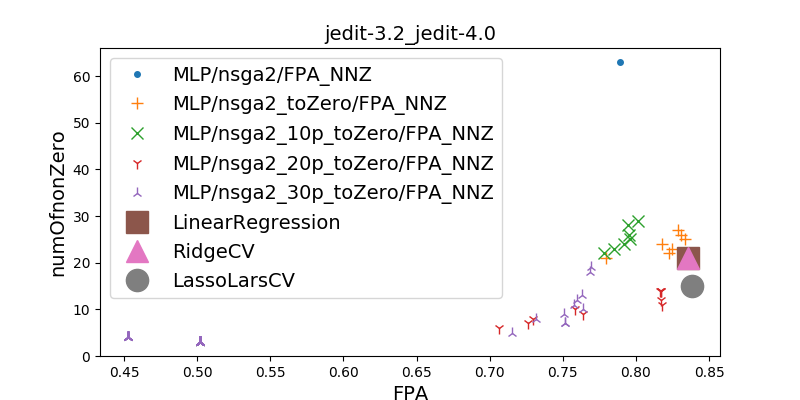 jedit-3.2_jedit-4.0
MLP/nsga2/FPA_NNZ
MLP/nsga2_toZero/FPA_NNZ
MLP/nsga2_10p_toZero/FPA_NNZ
MLP/nsga2_20p_toZero/FPA_NNZ
MLP/nsga2_30p_toZero/FPA_NNZ
LinearRegression
RidgeCV
LassoLarsCV
numOfnonZero
60
50
40
30
20
10
0
0.45 0.50 0.55 0.60 0.65 0.70 0.75 0.80 0.85
FPA